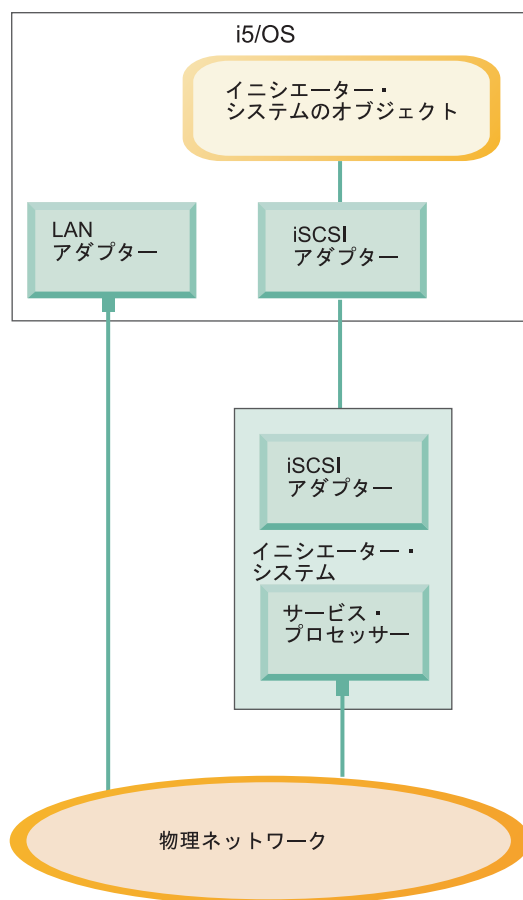 i5/OS
イニシエーター・
システムのオブジェクト
LAN
アダプター
iSCSI
アダプター
iSCSI
アダプター
イニシエーター・
システム
サービス・
プロセッサー
物理ネットワーク